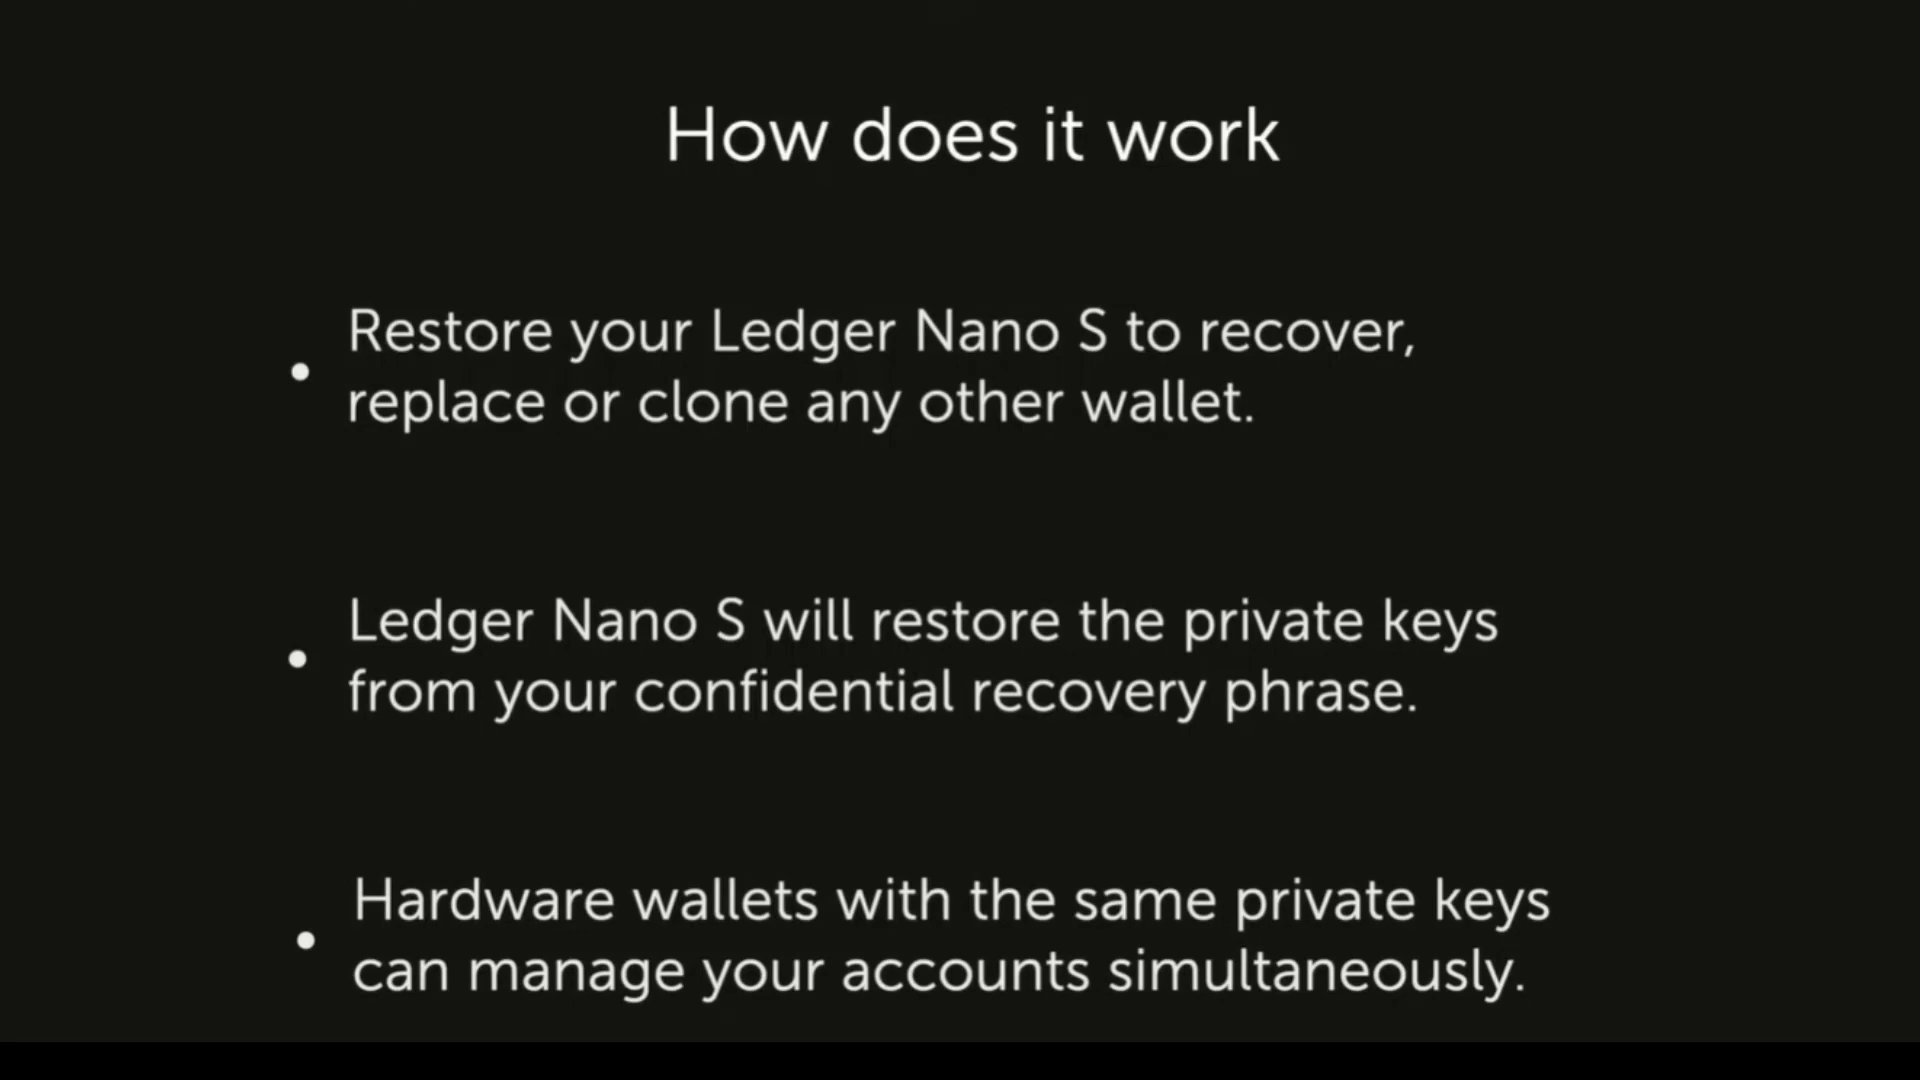 How does it work
Restore your Ledger Nano S to recover,
replace or clone any other wallet.
Ledger Nano S will restore the private keys
from your confidential recovery phrase.
Hardware wallets with the same private keys
can manage your accounts simultaneously.